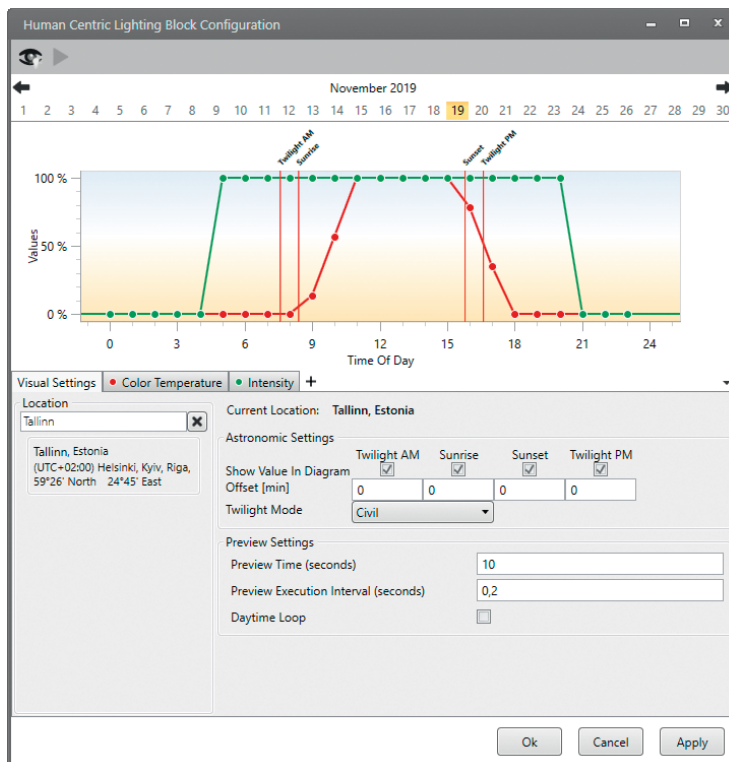 Human Centric Lighting Block Configuration
November 2019
1 2 3 4 5 6 7 8 9 10 11 12 13 14 15 16 17 18 19 20 21 22 23 24 25 26 27 28 29 30
Twilight AM
Sunrise
Sunset
Twilight PM
100 %
50 %
0 %
Values
0 3 6 9 12 15 18 21 24
Time Of Day
Visual Settings Color Temperature Intensity +
Location
Tallinn
Tallinn, Estonia
(UTC+02:00) Helsinki, Kyiv, Riga,
59°26' North 24°45' East
Current Location: Tallinn, Estonia
Astronomic Settings
Twilight AM Sunrise Sunset Twilight PM
Show Value In Diagram
Offset [min] 0 0 0 0
Twilight Mode Civil
Preview Settings
Preview Time (seconds) 10
Preview Execution Interval (seconds) 0,2
Daytime Loop
Ok Cancel Apply